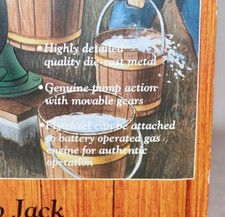 •Highly detailed
quality die-cast metal
•Genuine pump action
with movable gears
•Flywheel can be attached
to battery operated gas
engine for authentic
operation
Jack